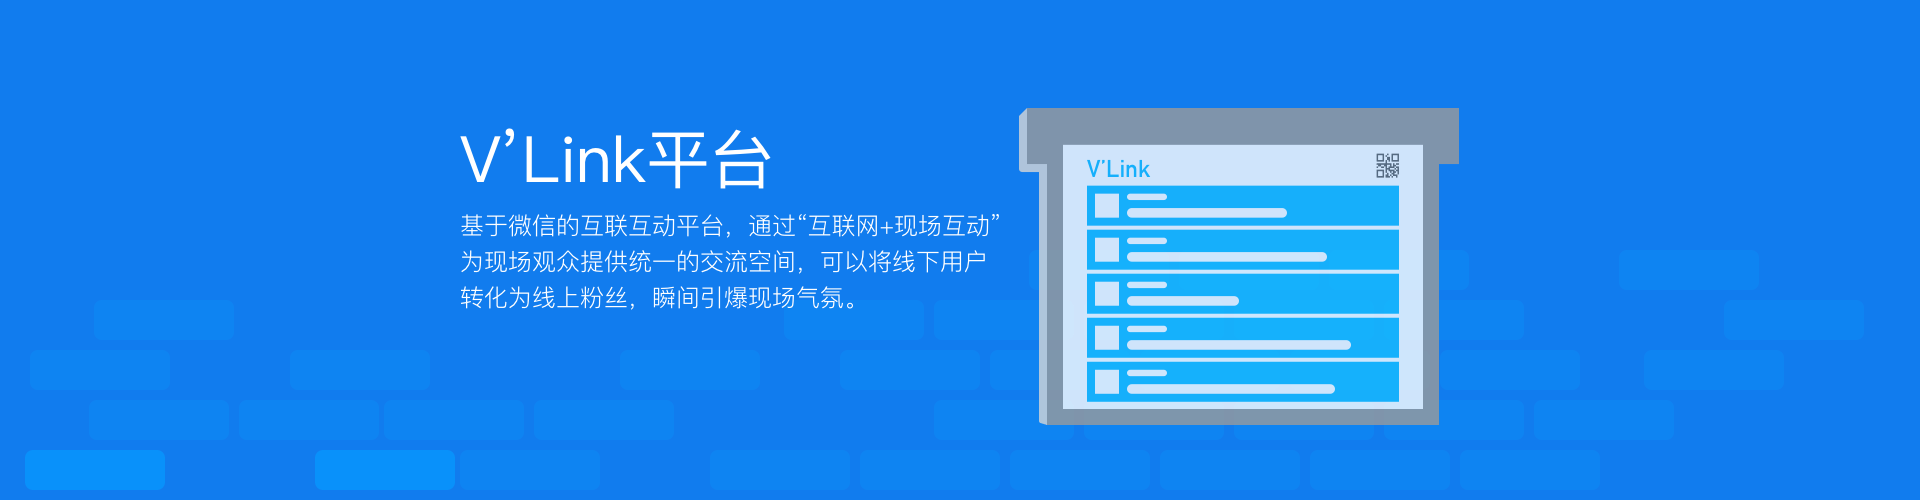 V’Link平台
基于微信的互联互动平台，通过“互联网+现场互动”
为现场观众提供统一的交流空间，可以将线下用户
转化为线上粉丝，瞬间引爆现场气氛。
V'Link